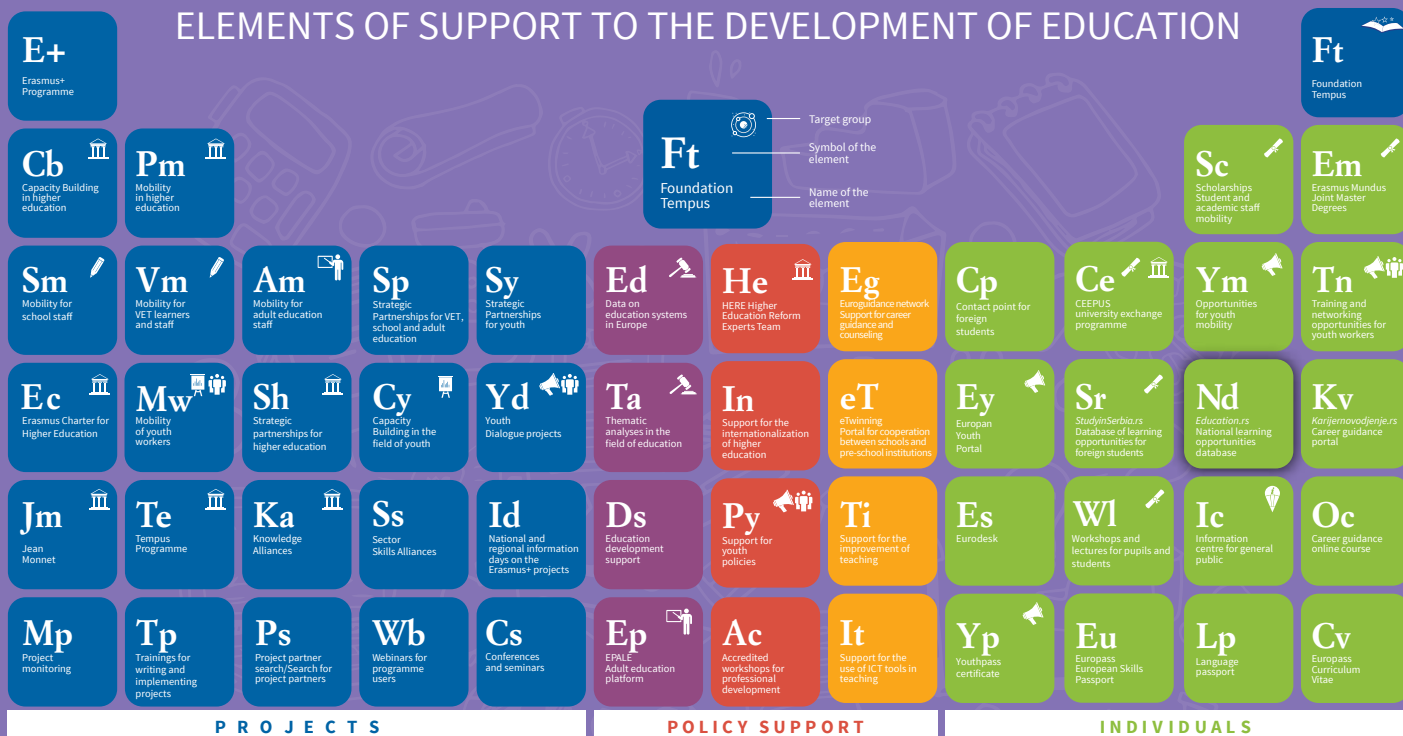 ELEMENTS OF SUPPORT TO THE DEVELOPMENT OF EDUCATION
E+
Erasmus+
Programme
Ft
Foundation
Tempus
Ft
Foundation
Tempus
Target group
Symbol of the
element
Name of the
element
Cb
Capacity Building
in higher
education
Pm
Mobility
in higher
education
Sc
Scholarships
Student and
academic staff
mobility
Em
Erasmus Mundus
Joint Master
Degrees
Sm
Mobility for
school staff
Vm
Mobility for
VET learners
and staff
Am
Mobility for
adult education
staff
Sp
Strategic
Partnerships for VET,
school and adult
education
Sy
Strategic
Partnerships
for youth
Ed
Data on
education systems
in Europe
He
HERE Higher
Education Reform
Experts Team
Eg
Euroguidance network
Support for career
guidance and
counseling
Cp
Contact point for
foreign
students
Ce
CEEPUS
university exchange
programme
Ym
Opportunities
for youth
mobility
Tn
Training and
networking
opportunities for
youth workers
Ec
Erasmus Charter for
Higher Education
Mw
Mobility
of youth
workers
Sh
Strategic
partnerships for
higher education
Cy
Capacity
Building in the
field of youth
Yd
Youth
Dialogue projects
Ta
Thematic
analyses in the
field of education
In
Support for the
internationalization
of higher
education
eT
eTwinning
Portal for cooperation
between schools and
pre-school institutions
Ey
Europan
Youth
Portal
Sr
StudyinSerbia.rs
Database of learning
opportunities for
foreign students
Nd
Education.rs
National learning
opportunities
database
Kv
Karijernovodjenje.rs
Career guidance
portal
Jm
Jean
Monnet
Te
Tempus
Programme
Ka
Knowledge
Alliances
Ss
Sector
Skills Alliances
Id
National and
regional information
days on the
Erasmus+ projects
Ds
Education
development
support
Py
Support for
youth
policies
Ti
Support for the
improvement of
teaching
Es
Eurodesk
Wl
Workshops and
lectures for pupils and
students
Ic
Information
centre for general
public
Oc
Career guidance
online course
Mp
Project
monitoring
Tp
Trainings for
writing and
implementing
projects
Ps
Project partner
search/Search for
project partners
Wb
Webinars for
programme
users
Cs
Conferences
and seminars
Ep
EPALE
Adult education
platform
Ac
Accredited
workshops for
professional
development
It
Support for the
use of ICT tools in
teaching
Yp
Youthpass
certificate
Eu
Europass
European Skills
Passport
Lp
Language
passport
Cv
Europass
Curriculum
Vitae
PROJECTS
POLICY SUPPORT
INDIVIDUALS